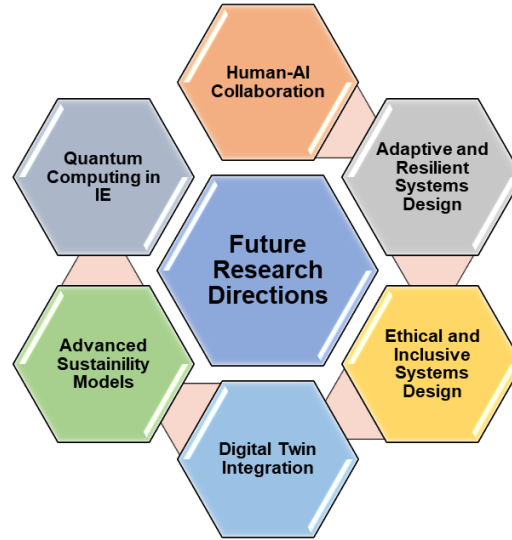 Human-AI
Collaboration
Adaptive and
Resilient
Systems
Design
Ethical and
Inclusive
Systems
Design
Digital Twin
Integration
Advanced
Sustainility
Models
Quantum
Computing in
IE
Future
Research
Directions